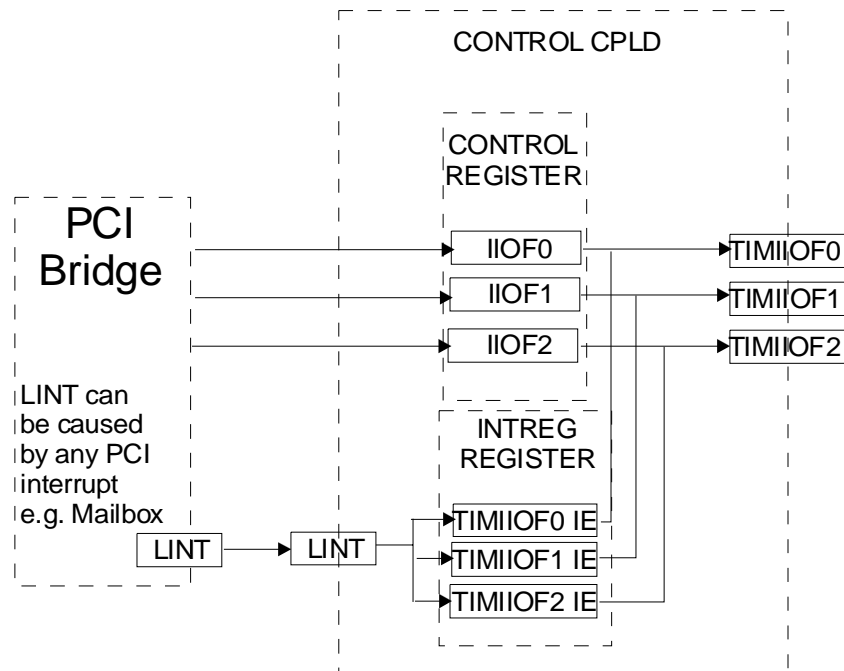 CONTROL CPLD
CONTROL
REGISTER
PCI
Bridge
IIOF0
TIMIIOF0
IIOF1
TIMIIOF1
IIOF2
TIMIIOF2
LINT can
be caused
by any PCI
interrupt
e.g. Mailbox
INTREG
REGISTER
TIMIIOF0 IE
LINT
LINT
TIMIIOF1 IE
TIMIIOF2 IE